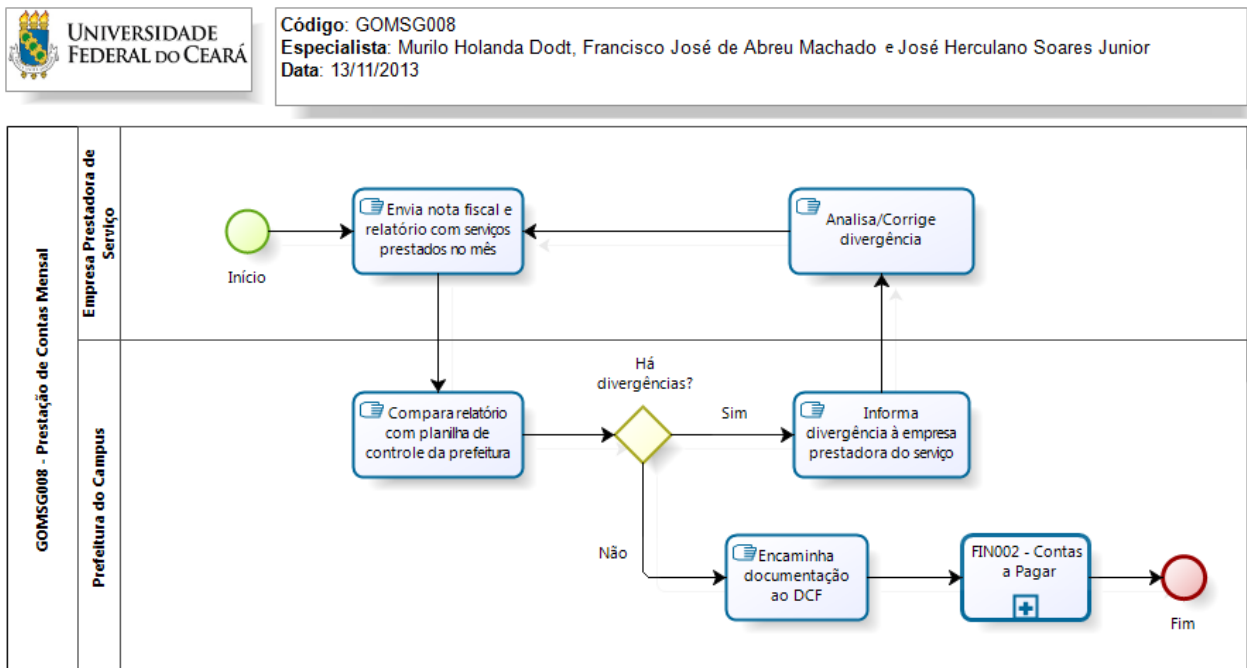 UNIVERSIDADE
FEDERAL DO CEARÁ
Código: GOMSG008
Especialista: Murilo Holanda Dodt, Francisco José de Abreu Machado e José Herculano Soares Junior
Data: 13/11/2013
GOMSG008 - Prestação de Contas Mensal
Empresa Prestadora de
Serviço
Início
Envia nota fiscal e
relatório com serviços
prestados no mês
Analisa/Corrige
divergência
Prefeitura do Campus
Compara relatório
com planilha de
controle da prefeitura
Há
divergências?
Sim
Informa
divergência à empresa
prestadora do serviço
Não
Encaminha
documentação
ao DCF
FIN002 - Contas
a Pagar
Fim